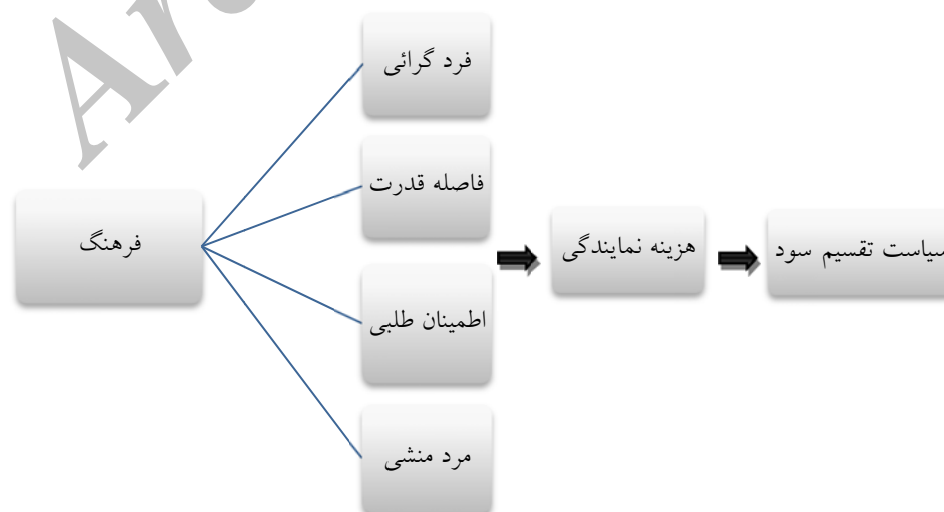 فرد گرائی
فاصله قدرت
فرهنگ
هزینه نمایندگی
سیاست تقسیم سود
اطمینان طلبی
مرد منشی